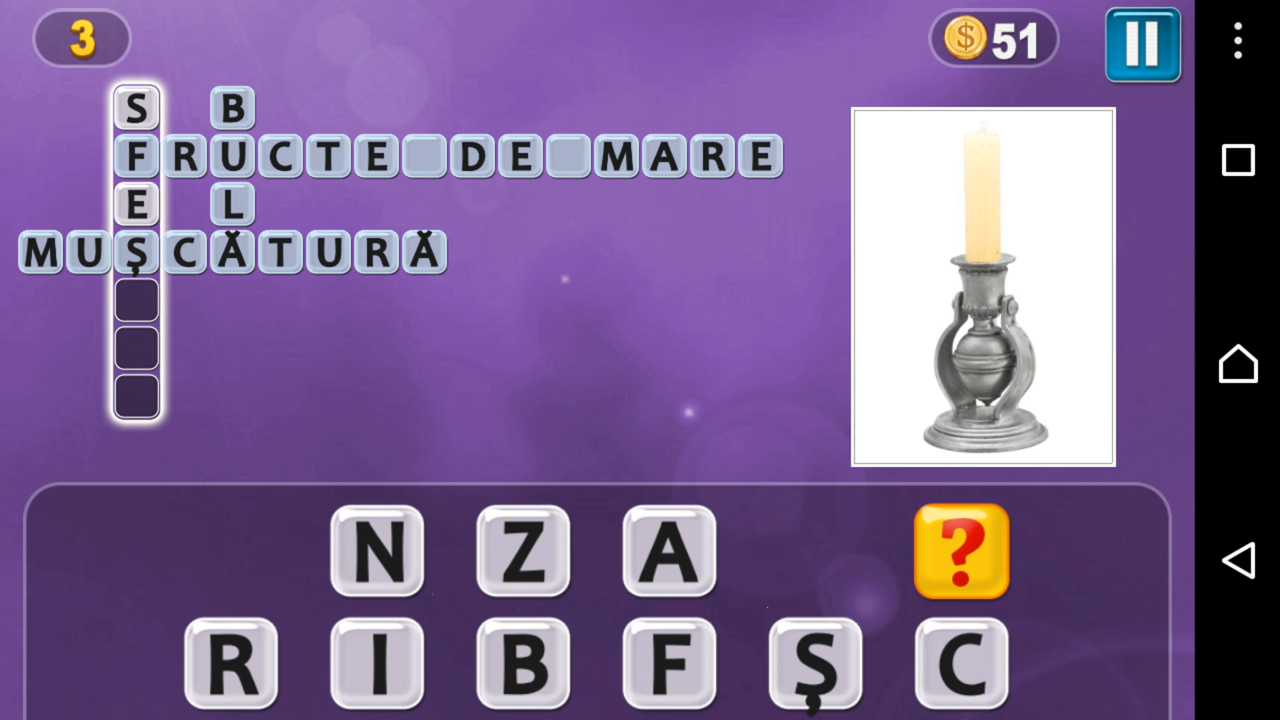 3
51
S B
FRUCTE DE MARE
E L
MUŞCĂTURĂ
N Z A ?
R I B F Ş C